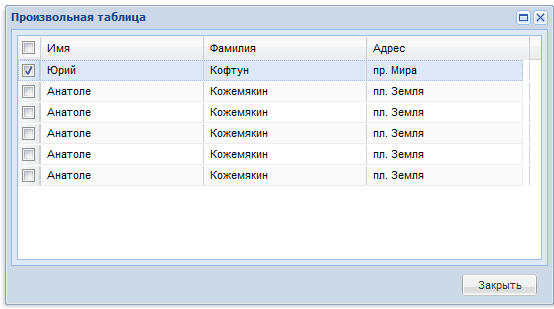 Произвольная таблица
Имя Фамилия Адрес
Юрий Кофтун пр. Мира
Анатоле Кожемякин пл. Земля
Анатоле Кожемякин пл. Земля
Анатоле Кожемякин пл. Земля
Анатоле Кожемякин пл. Земля
Анатоле Кожемякин пл. Земля
Закрыть